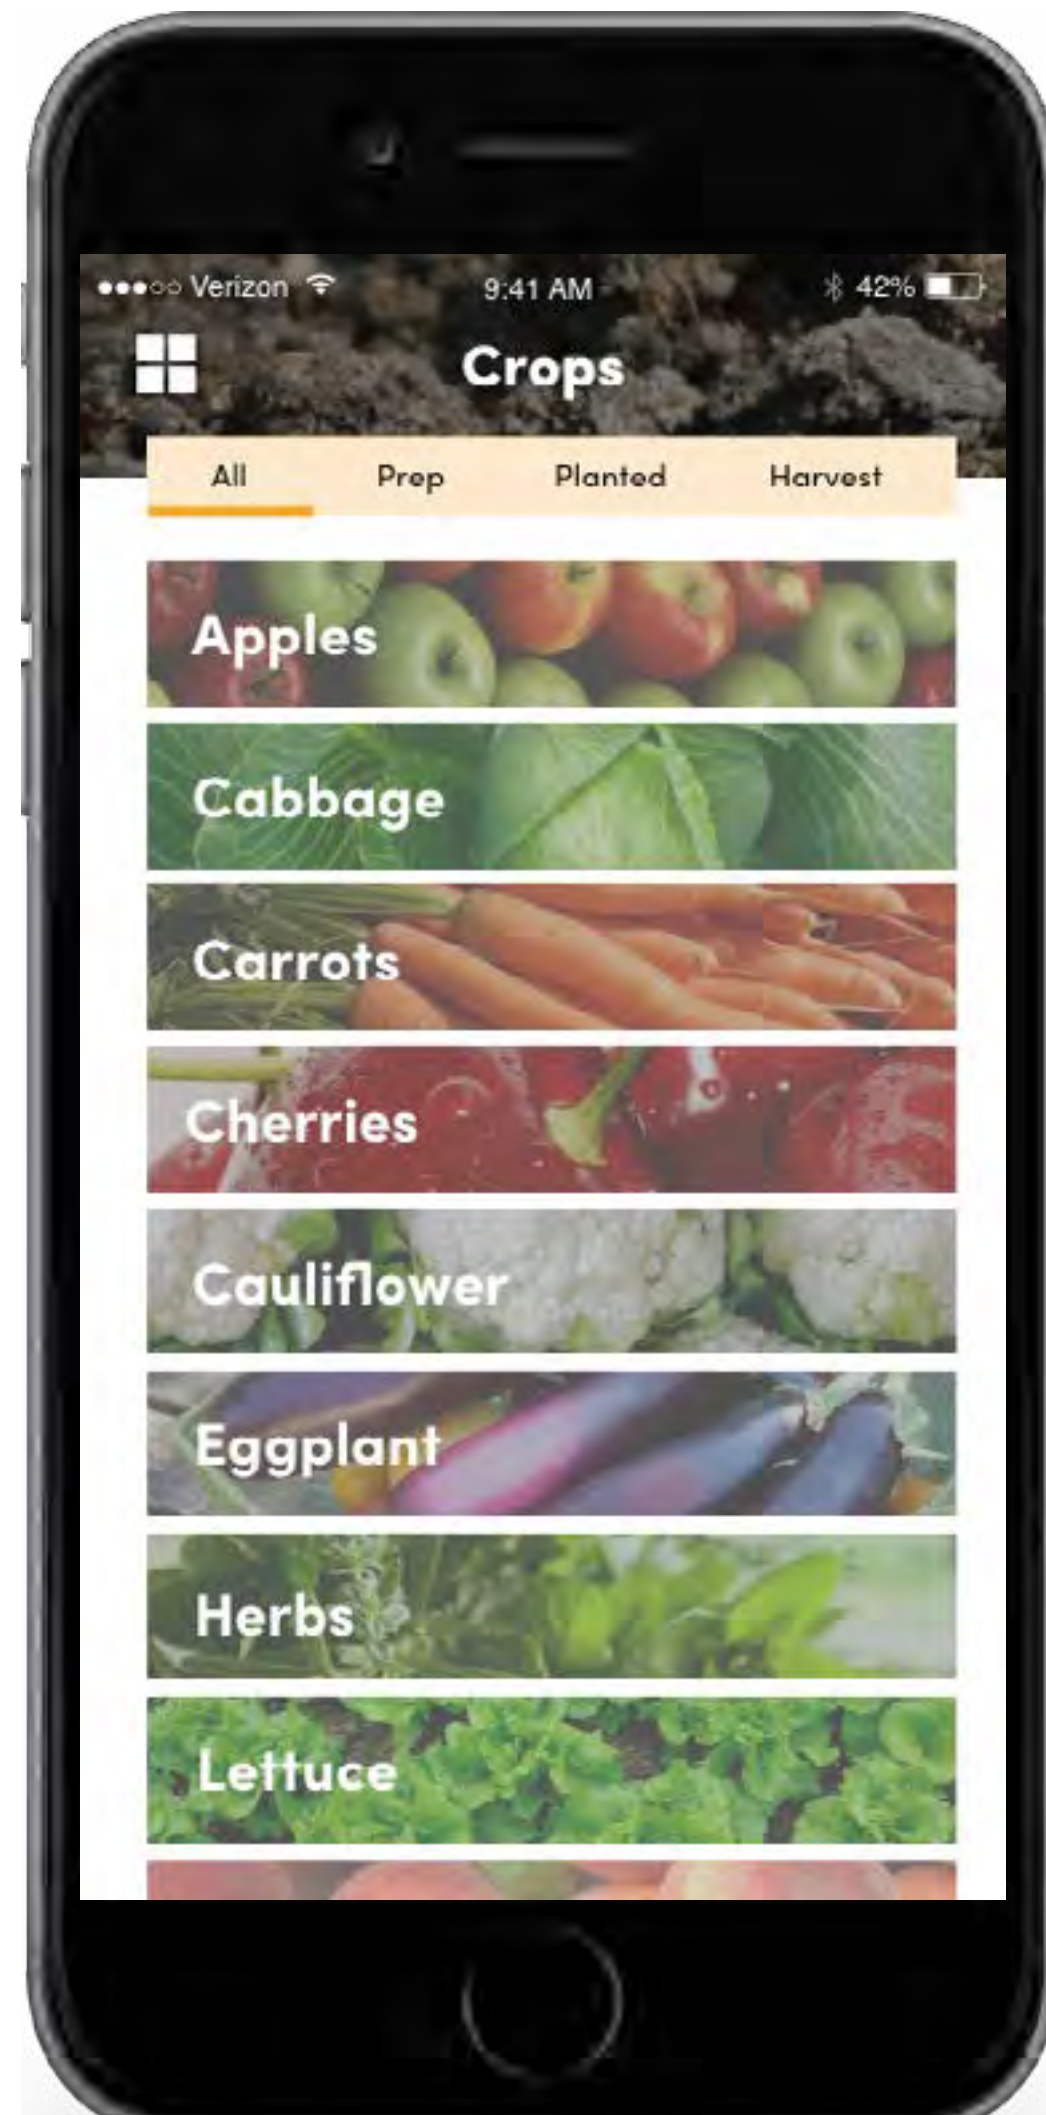 Verizon 9:41 AM 42%
Crops
All Prep Planted Harvest
Apples
Cabbage
Carrots
Cherries
Cauliflower
Eggplant
Herbs
Lettuce